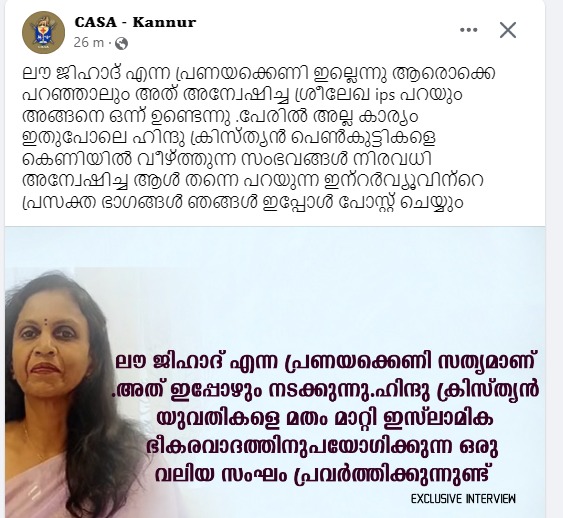 CASA - Kannur
26 m ·
ലൗ ജിഹാദ് എന്ന പ്രണയക്കെണി ഇല്ലെന്നു ആരൊക്കെ
പറഞ്ഞാലും അത് അന്വേഷിച്ച ശ്രീലേഖ ips പറയും
അങ്ങനെ ഒന്ന് ഉണ്ടെന്നു .പേരിൽ അല്ല കാര്യം
ഇതുപോലെ ഹിന്ദു ക്രിസ്ത്യൻ പെൺകുട്ടികളെ
കെണിയിൽ വീഴ്ത്തുന്ന സംഭവങ്ങൾ നിരവധി
അന്വേഷിച്ച ആൾ തന്നെ പറയുന്ന ഇന്റർവ്യൂവിന്റെ
പ്രസക്ത ഭാഗങ്ങൾ ഞങ്ങൾ ഇപ്പോൾ പോസ്റ്റ് ചെയ്യും
ലൗ ജിഹാദ് എന്ന പ്രണയക്കെണി സത്യമാണ്
.അത് ഇപ്പോഴും നടക്കുന്നു.ഹിന്ദു ക്രിസ്ത്യൻ
യുവതികളെ മതം മാറ്റി ഇസ്ലാമിക
ഭീകരവാദത്തിനുപയോഗിക്കുന്ന ഒരു
വലിയ സംഘം പ്രവർത്തിക്കുന്നുണ്ട്
EXCLUSIVE INTERVIEW